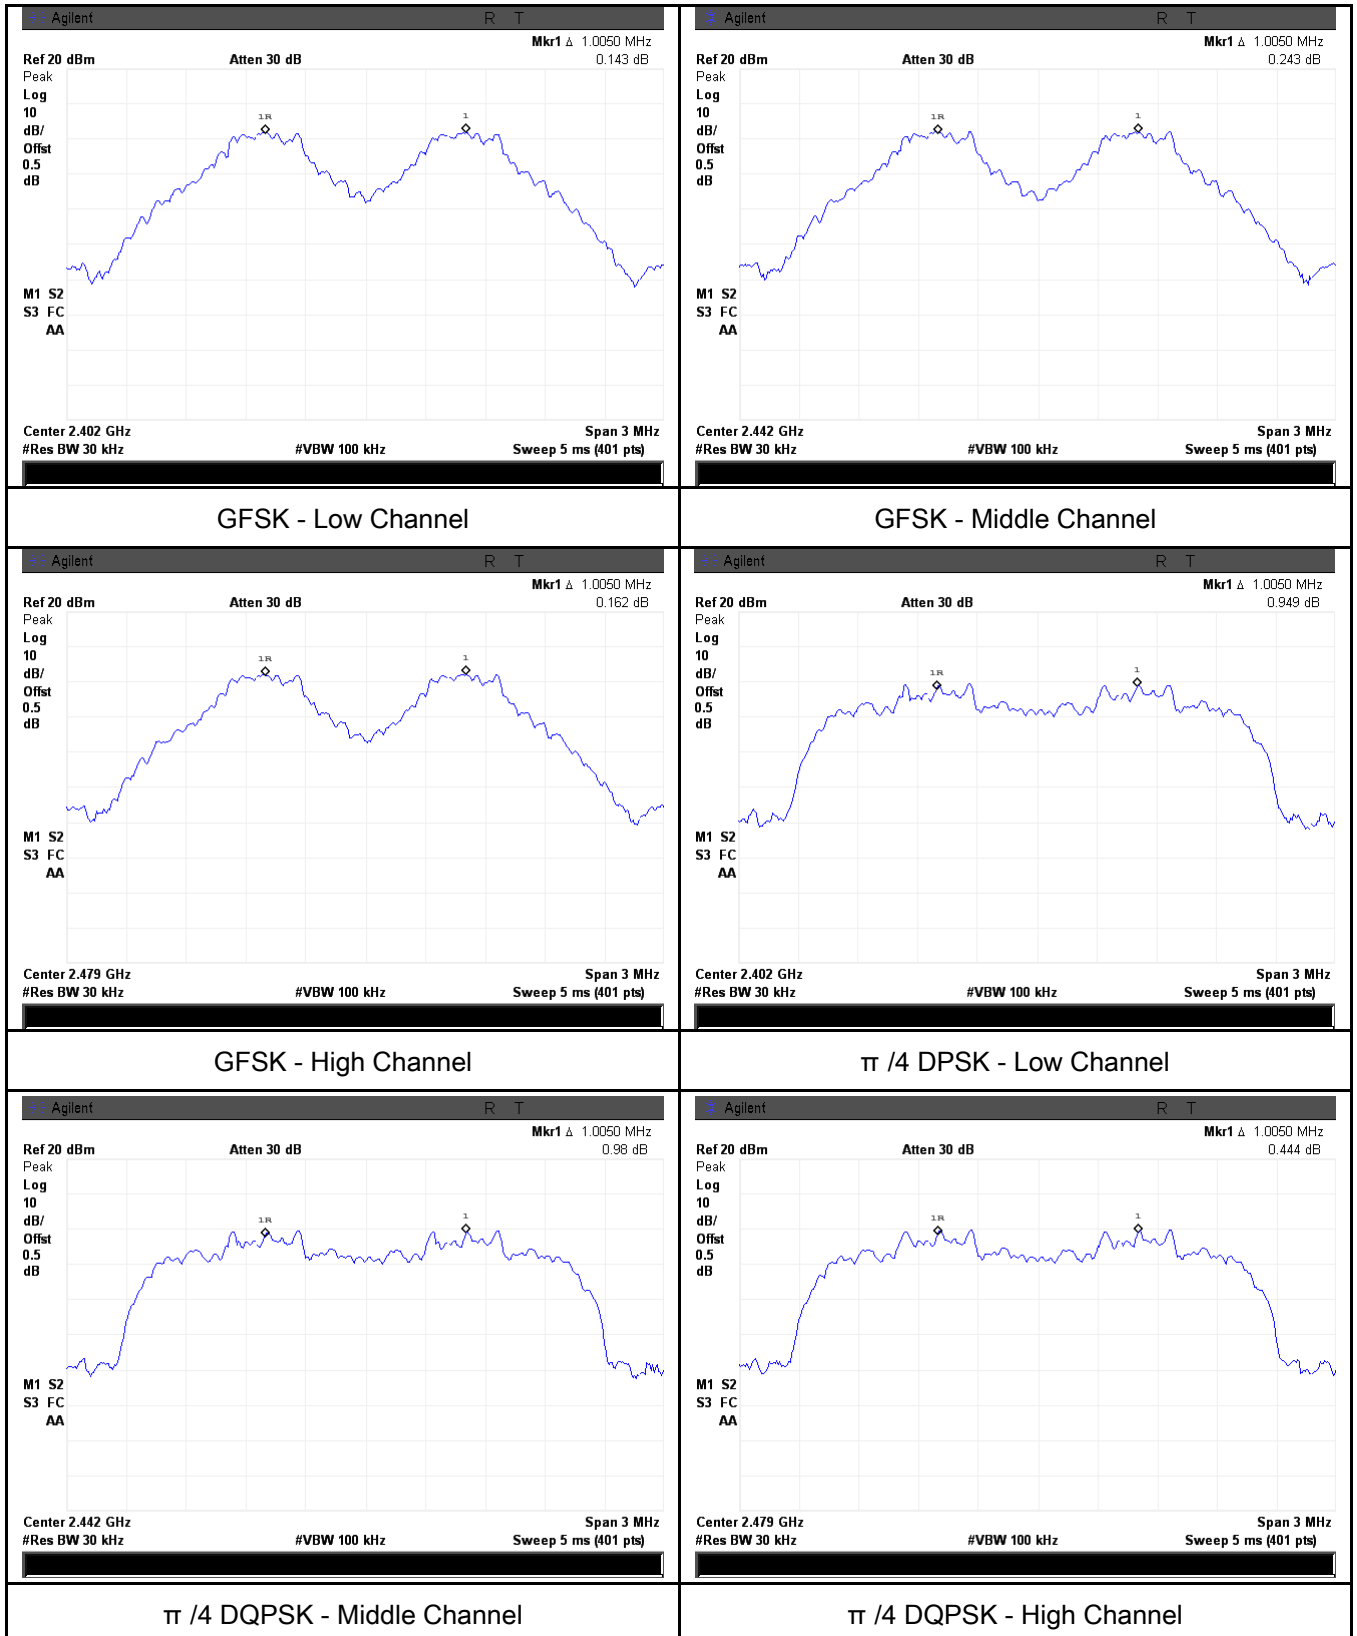 Agilent R T
Mkr1 Δ 1.0050 MHz
Ref 20 dBm Atten 30 dB 0.143 dB
Peak
Log
10
dB/
Offst
0.5
dB
1R 1
M1 S2
S3 FC
AA
Center 2.402 GHz Span 3 MHz
#Res BW 30 kHz #VBW 100 kHz Sweep 5 ms (401 pts)
GFSK - Low Channel
Agilent R T
Mkr1 Δ 1.0050 MHz
Ref 20 dBm Atten 30 dB 0.243 dB
Peak
Log
10
dB/
Offst
0.5
dB
1R 1
M1 S2
S3 FC
AA
Center 2.442 GHz Span 3 MHz
#Res BW 30 kHz #VBW 100 kHz Sweep 5 ms (401 pts)
GFSK - Middle Channel
Agilent R T
Mkr1 Δ 1.0050 MHz
Ref 20 dBm Atten 30 dB 0.162 dB
Peak
Log
10
dB/
Offst
0.5
dB
1R 1
M1 S2
S3 FC
AA
Center 2.479 GHz Span 3 MHz
#Res BW 30 kHz #VBW 100 kHz Sweep 5 ms (401 pts)
GFSK - High Channel
Agilent R T
Mkr1 Δ 1.0050 MHz
Ref 20 dBm Atten 30 dB 0.949 dB
Peak
Log
10
dB/
Offst
0.5
dB
1R 1
M1 S2
S3 FC
AA
Center 2.402 GHz Span 3 MHz
#Res BW 30 kHz #VBW 100 kHz Sweep 5 ms (401 pts)
π /4 DPSK - Low Channel
Agilent R T
Mkr1 Δ 1.0050 MHz
Ref 20 dBm Atten 30 dB 0.98 dB
Peak
Log
10
dB/
Offst
0.5
dB
1R 1
M1 S2
S3 FC
AA
Center 2.442 GHz Span 3 MHz
#Res BW 30 kHz #VBW 100 kHz Sweep 5 ms (401 pts)
π /4 DQPSK - Middle Channel
Agilent R T
Mkr1 Δ 1.0050 MHz
Ref 20 dBm Atten 30 dB 0.444 dB
Peak
Log
10
dB/
Offst
0.5
dB
1R 1
M1 S2
S3 FC
AA
Center 2.479 GHz Span 3 MHz
#Res BW 30 kHz #VBW 100 kHz Sweep 5 ms (401 pts)
π /4 DQPSK - High Channel